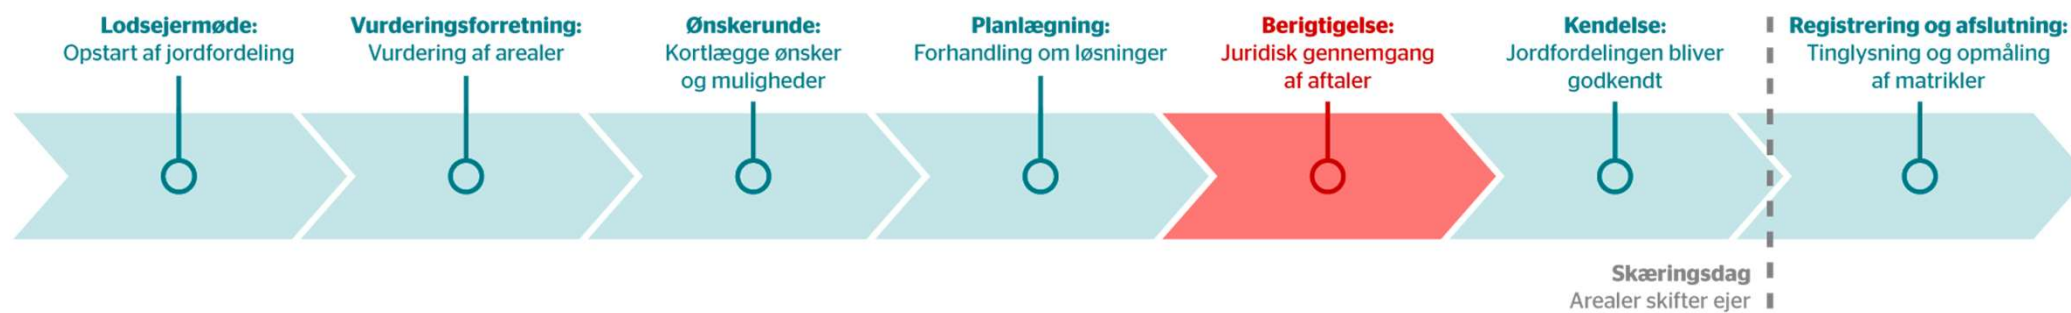 Lodsejermøde:
Opstart af jordfordeling
Vurderingsforretning:
Vurdering af arealer
Ønskerunde:
Kortlægge ønsker
og muligheder
Planlægning:
Forhandling om løsninger
Berigtigelse:
Juridisk gennemgang
af aftaler
Kendelse:
Jordfordelingen bliver
godkendt
Registrering og afslutning:
Tinglysning og opmåling
af matrikler
Skæringsdag
Arealer skifter ejer